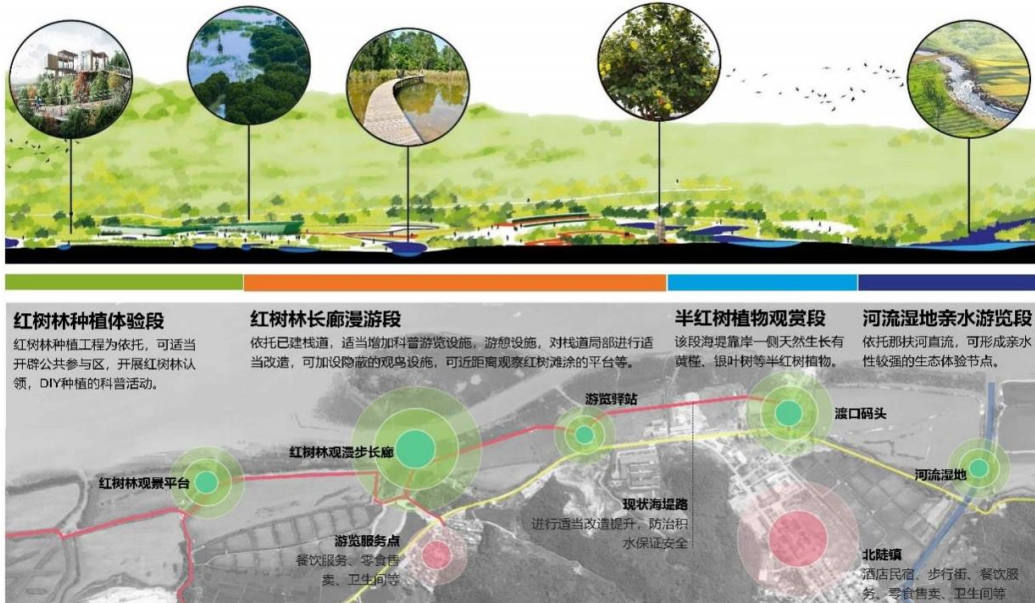 红树林种植体验段
红树林种植工程为依托，可适当
开辟公共参与区，开展红树林认
领，DIY种植的科普活动。
红树林长廊漫游段
依托已建栈道，适当增加科普游览设施，游憩设施，对栈道局部进行适
当改造，可加设隐蔽的观鸟设施，可近距离观察红树滩涂的平台等。
半红树植物观赏段
该段海堤靠岸一侧天然生长有
黄槿、银叶树等半红树植物。
河流湿地亲水游览段
依托那扶河直流，可形成亲水
性较强的生态体验节点。
游览驿站
渡口码头
红树林观漫步长廊
红树林观景平台
河流湿地
现状海堤路
进行适当改造提升，防治积
水保证安全
游览服务点
餐饮服务、零食售
卖、卫生间等
北陡镇
酒店民宿、步行街、餐饮服
务、零食售卖、卫生间等